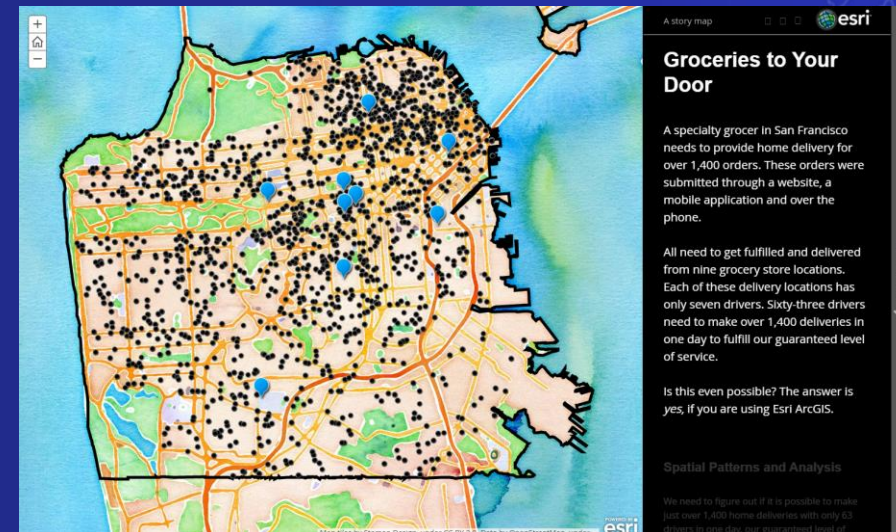 A story map
esri
Groceries to Your
Door
A specialty grocer in San Francisco
needs to provide home delivery for
over 1,400 orders. These orders were
submitted through a website, a
mobile application and over the
phone.
All need to get fulfilled and delivered
from nine grocery store locations.
Each of these delivery locations has
only seven drivers. Sixty-three drivers
need to make over 1,400 deliveries in
one day to fulfill our guaranteed level
of service.
Is this even possible? The answer is
yes, if you are using Esri ArcGIS.
Spatial Patterns and Analysis
We need to figure out if it is possible to make
just over 1,400 home deliveries with only 63
drivers in one day, our guaranteed level of
POWERED BY
esri